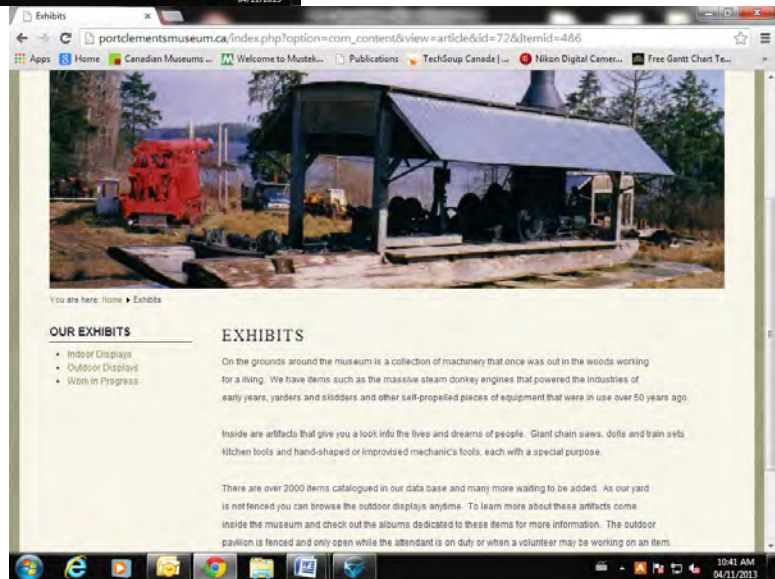 04/11/2013
Exhibits
portclementsmuseum.ca/index.php?option=com_content&view=article&id=72&Itemid=486
Apps Home Canadian Museums ... Welcome to Mustek... Publications TechSoup Canada | ... Nikon Digital Camer... Free Gantt Chart Te... »
You are here: Home ▸ Exhibits
OUR EXHIBITS
• Indoor Displays
• Outdoor Displays
• Work in Progress
EXHIBITS
On the grounds around the museum is a collection of machinery that once was out in the woods working
for a living. We have items such as the massive steam donkey engines that powered the industries of
early years, yarders and skidders and other self-propelled pieces of equipment that were in use over 50 years ago.
Inside are artifacts that give you a look into the lives and dreams of people. Giant chain saws, dolls and train sets
kitchen tools and hand-shaped or improvised mechanic's tools, each with a special purpose.
There are over 2000 items catalogued in our data base and many more waiting to be added. As our yard
is not fenced you can browse the outdoor displays anytime. To learn more about these artifacts come
inside the museum and check out the albums dedicated to these items for more information. The outdoor
pavilion is fenced and only open while the attendant is on duty or when a volunteer may be working on an item.
10:41 AM
04/11/2013